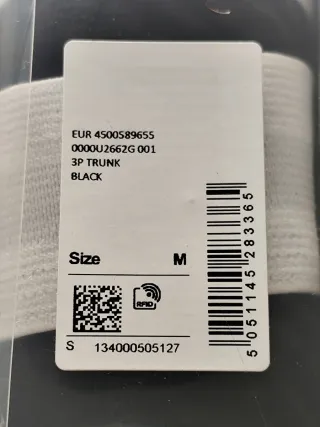 EUR 4500589655
0000U2662G 001
3P TRUNK
BLACK
Size M
RFID
S 134000505127
5 051145 283365